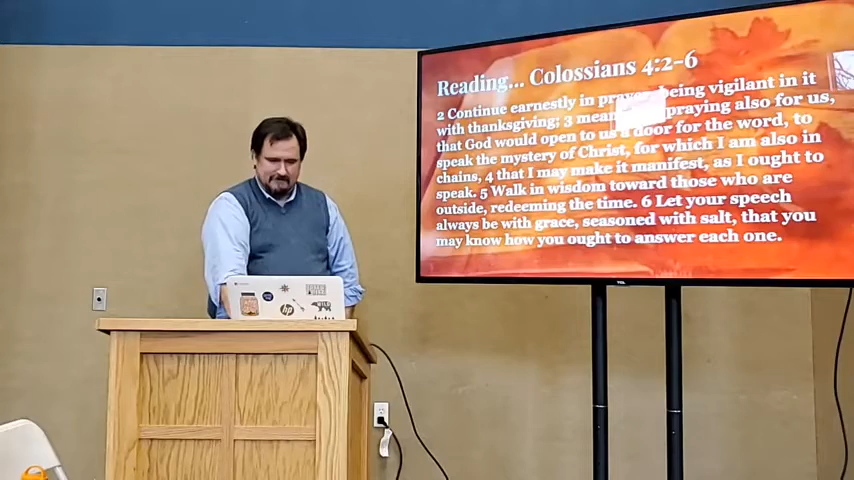 Reading... Colossians 4:2-6
2 Continue earnestly in prayer, being vigilant in it
with thanksgiving; 3 meanwhile praying also for us,
that God would open to us a door for the word, to
speak the mystery of Christ, for which I am also in
chains, 4 that I may make it manifest, as I ought to
speak. 5 Walk in wisdom toward those who are
outside, redeeming the time. 6 Let your speech
always be with grace, seasoned with salt, that you
may know how you ought to answer each one.
TCL
hp